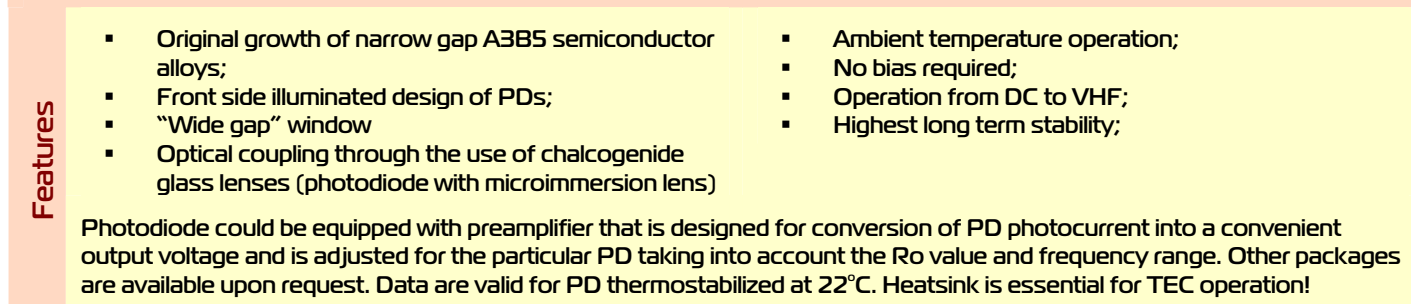 Features
▪ Original growth of narrow gap A3B5 semiconductor
alloys;
▪ Front side illuminated design of PDs;
▪ “Wide gap” window
▪ Optical coupling through the use of chalcogenide
glass lenses (photodiode with microimmersion lens)
▪ Ambient temperature operation;
▪ No bias required;
▪ Operation from DC to VHF;
▪ Highest long term stability;
Photodiode could be equipped with preamplifier that is designed for conversion of PD photocurrent into a convenient
output voltage and is adjusted for the particular PD taking into account the Ro value and frequency range. Other packages
are available upon request. Data are valid for PD thermostabilized at 22°C. Heatsink is essential for TEC operation!